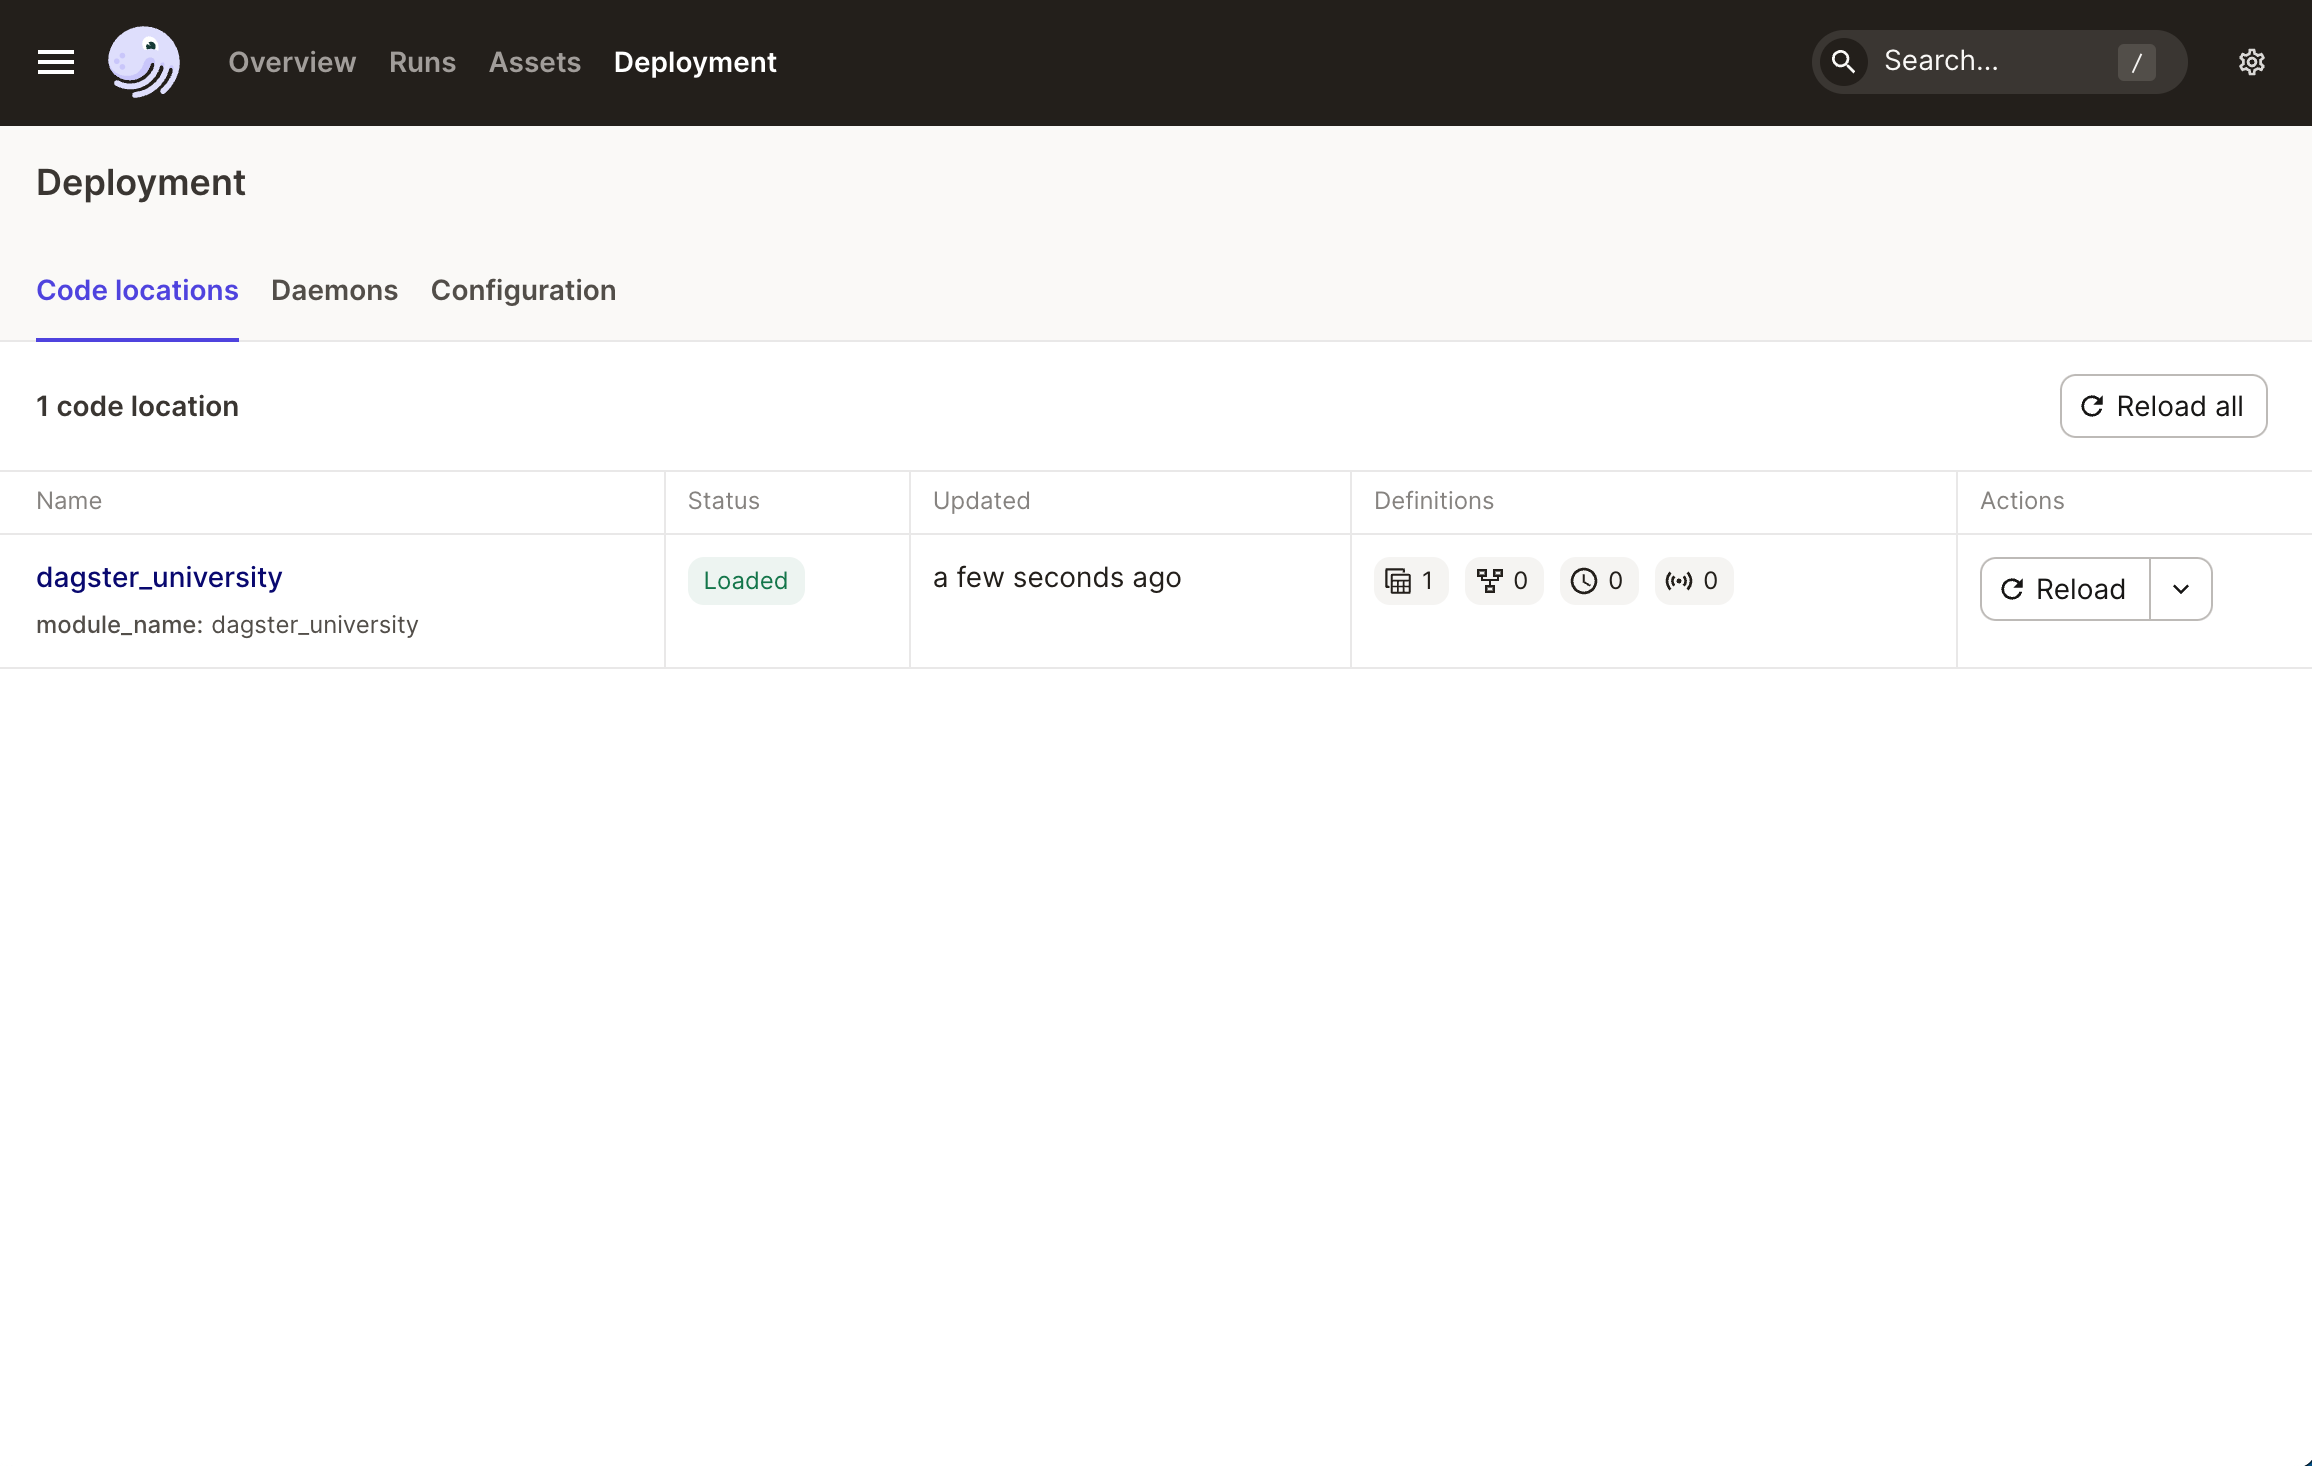 Overview Runs Assets Deployment Search... /
Deployment
Code locations Daemons Configuration
1 code location Reload all
Name Status Updated Definitions Actions
dagster_university Loaded a few seconds ago 1 0 0 0 Reload
module_name: dagster_university